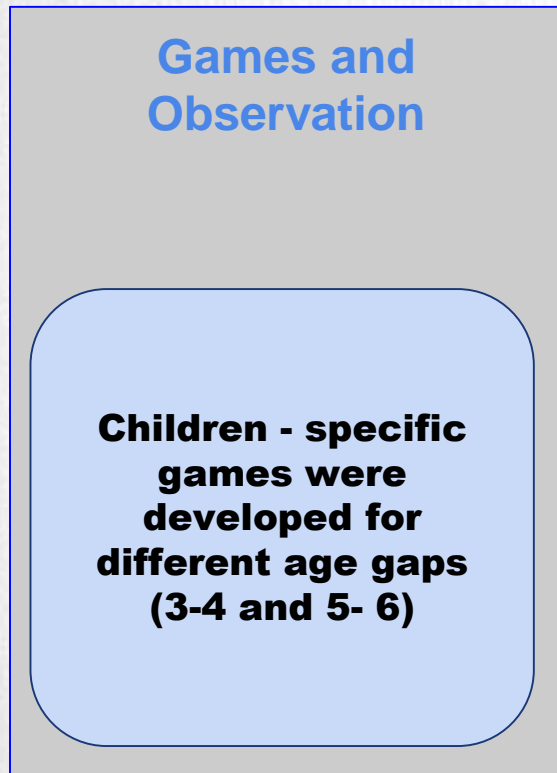 Games and
Observation
Children - specific
games were
developed for
different age gaps
(3-4 and 5- 6)